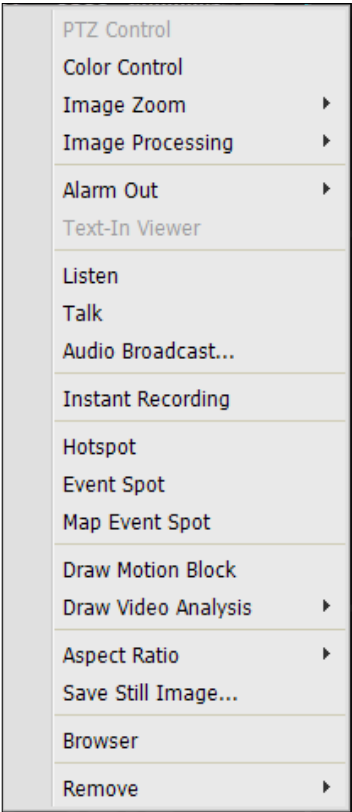 PTZ Control
Color Control
Image Zoom
Image Processing
Alarm Out
Text-In Viewer
Listen
Talk
Audio Broadcast...
Instant Recording
Hotspot
Event Spot
Map Event Spot
Draw Motion Block
Draw Video Analysis
Aspect Ratio
Save Still Image...
Browser
Remove